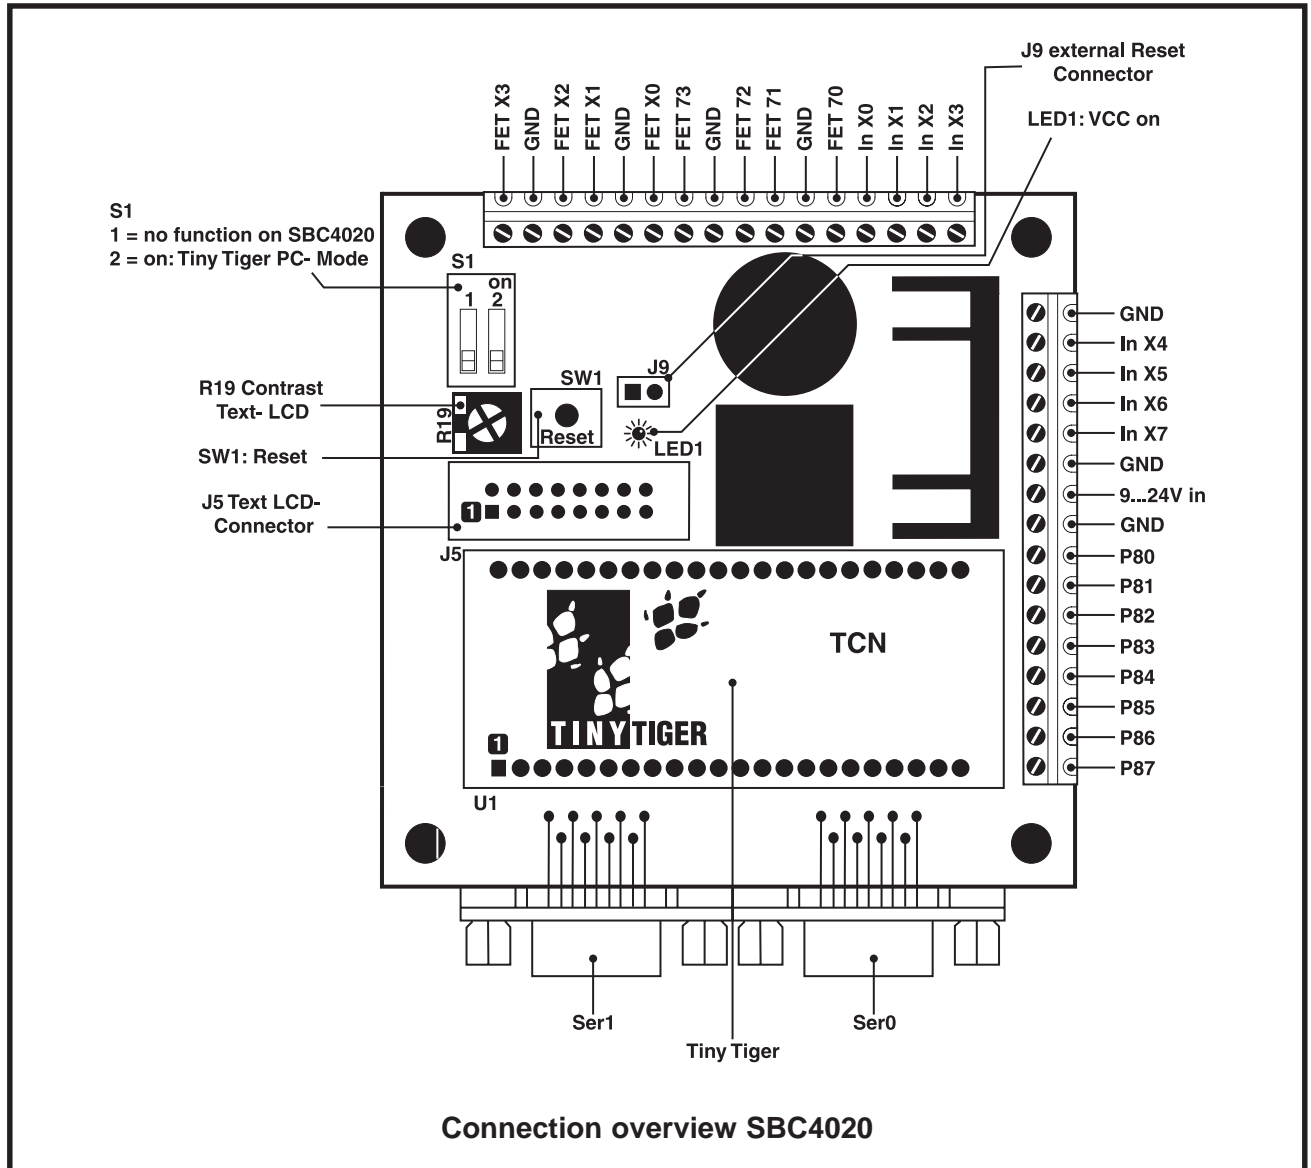 J9 external Reset
Connector
LED1: VCC on
FET X3
GND
FET X2
FET X1
GND
FET X0
FET 73
GND
FET 72
FET 71
GND
FET 70
In X0
In X1
In X2
In X3
S1
1 = no function on SBC4020
2 = on: Tiny Tiger PC- Mode
S1
on
1 2
R19 Contrast
Text- LCD
R19
SW1
Reset
J9
LED1
SW1: Reset
J5 Text LCD-
Connector
1
J5
GND
In X4
In X5
In X6
In X7
GND
9...24V in
GND
P80
P81
P82
P83
P84
P85
P86
P87
TCN
TINY TIGER
1
U1
Ser1
Ser0
Tiny Tiger
Connection overview SBC4020